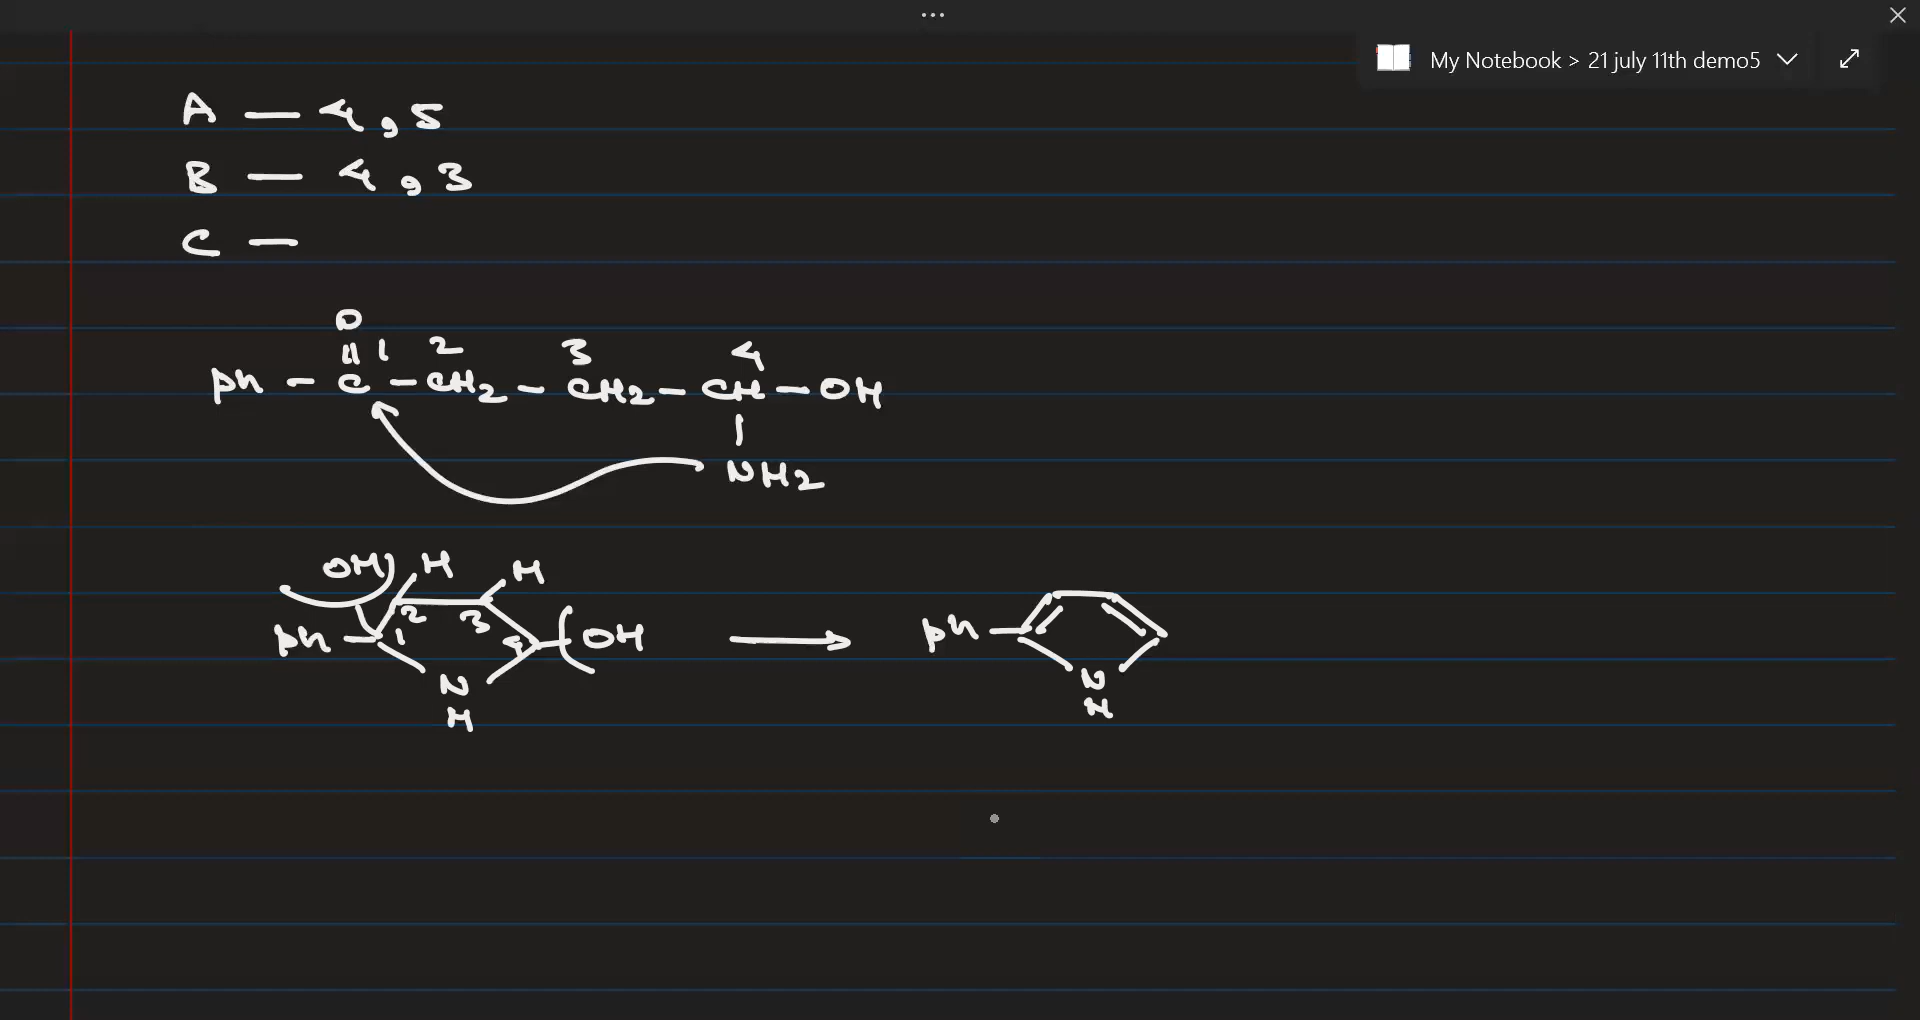 My Notebook > 21 july 11th demo5
A — 4, 5
B — 4, 3
C —
O
|| 1 2 3 4
Ph - C - CH2 - CH2 - CH - OH
|
NH2
OH H H
Ph 1 2 3 4 OH → Ph
N N
H H